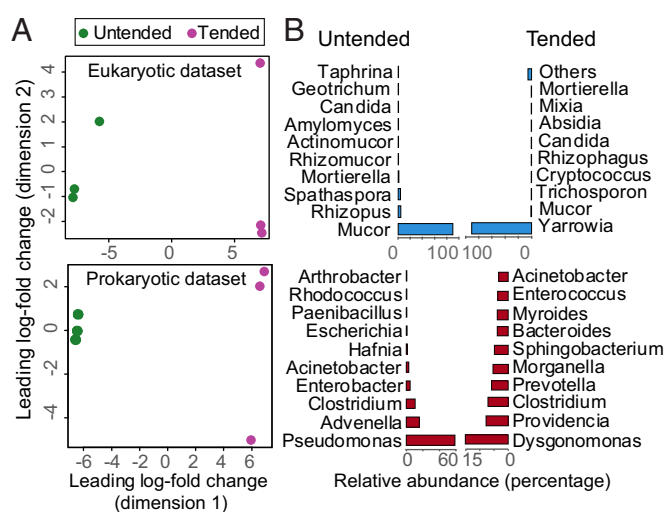 A
B
Untended Tended
Eukaryotic dataset
4
3
2
1
0
-1
-2
-5 0 5
Prokaryotic dataset
2
0
-2
-4
-6 -4 -2 0 2 4 6
Leading log-fold change (dimension 2)
Leading log-fold change
(dimension 1)
Untended Tended
Taphrina Others
Geotrichum Mortierella
Candida Mixia
Amylomyces Absidia
Actinomucor Candida
Rhizomucor Rhizophagus
Mortierella Cryptococcus
Spathaspora Trichosporon
Rhizopus Mucor
Mucor Yarrowia
0 100 100 0
Arthrobacter Acinetobacter
Rhodococcus Enterococcus
Paenibacillus Myroides
Escherichia Bacteroides
Hafnia Sphingobacterium
Acinetobacter Morganella
Enterobacter Prevotella
Clostridium Clostridium
Advenella Providencia
Pseudomonas Dysgonomonas
0 60 15 0
Relative abundance (percentage)